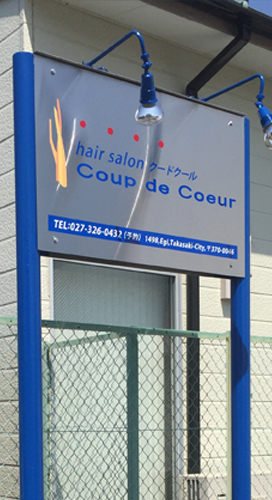 hair salon クードクール
Coup de Coeur
TEL:027-326-0432 (予約) 1498,Egi,Takasaki-City, 〒370-0046